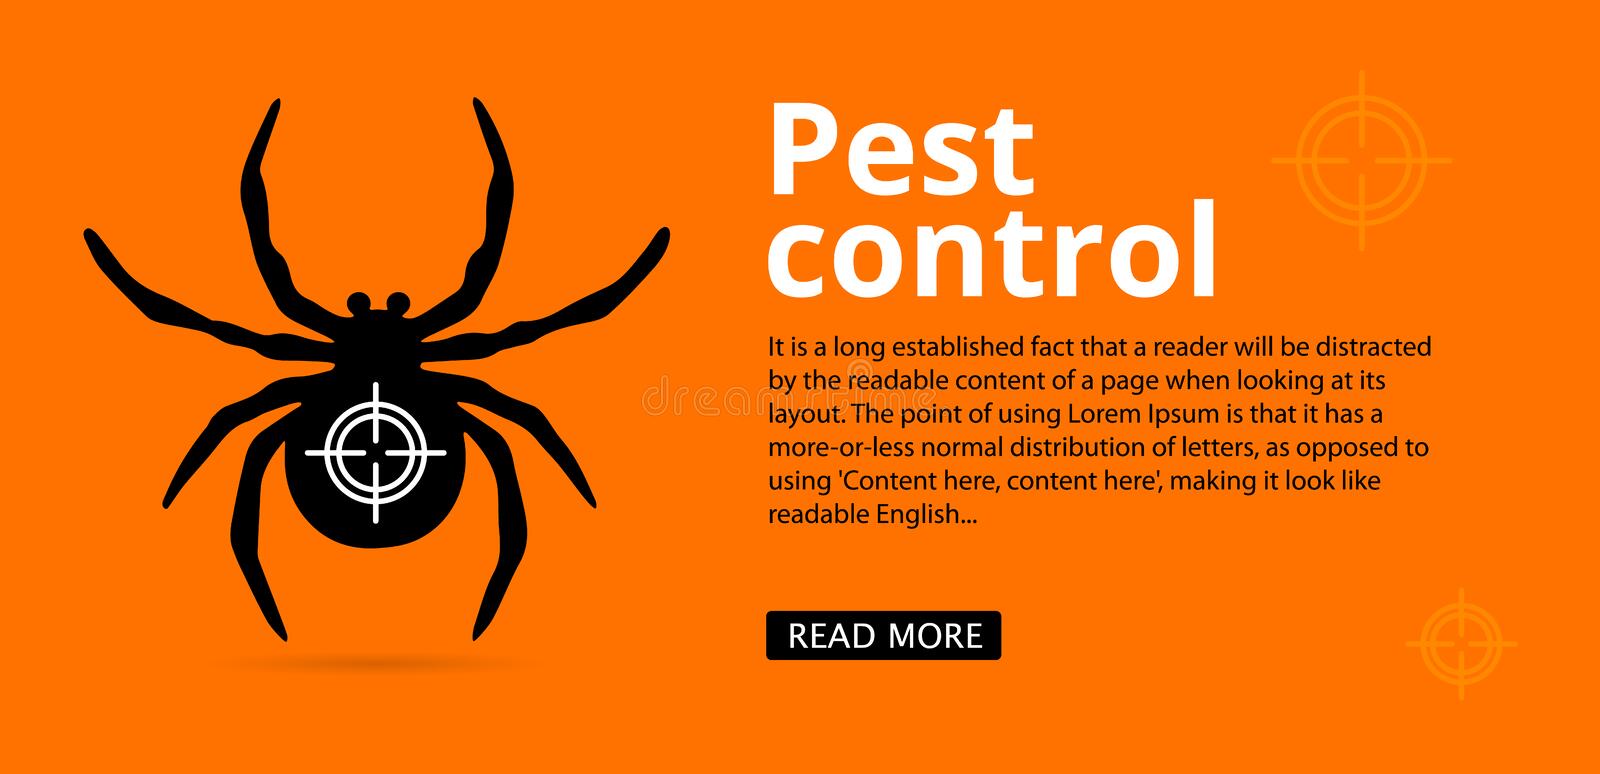 Pest
control
It is a long established fact that a reader will be distracted
by the readable content of a page when looking at its
layout. The point of using Lorem Ipsum is that it has a
more-or-less normal distribution of letters, as opposed to
using 'Content here, content here', making it look like
readable English...
READ MORE
dreamstime.com